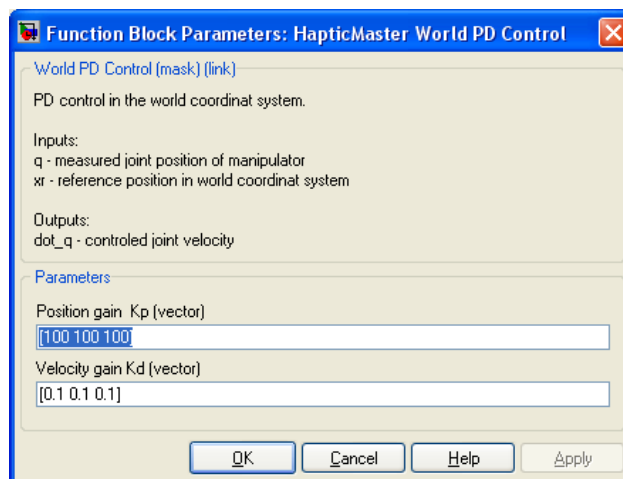 Function Block Parameters: HapticMaster World PD Control
World PD Control (mask) (link)
PD control in the world coordinat system.
Inputs:
q - measured joint position of manipulator
xr - reference position in world coordinat system
Outputs:
dot_q - controled joint velocity
Parameters
Position gain Kp (vector)
[100 100 100]
Velocity gain Kd (vector)
[0.1 0.1 0.1]
OK Cancel Help Apply